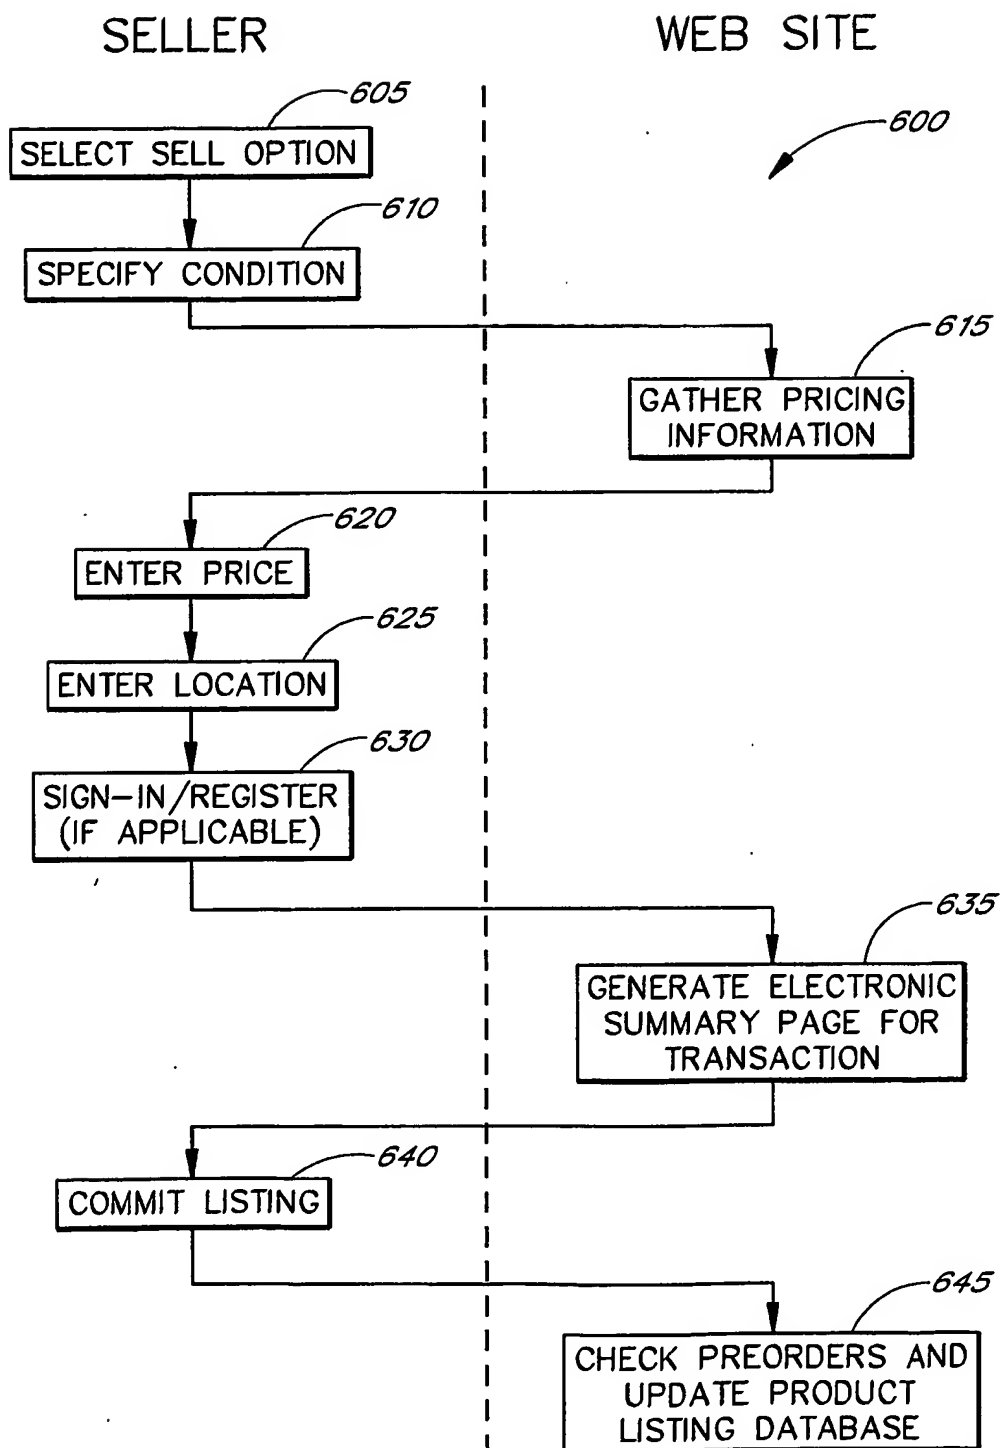 SELLER
WEB SITE
605
SELECT SELL OPTION
600
610
SPECIFY CONDITION
615
GATHER PRICING
INFORMATION
620
ENTER PRICE
625
ENTER LOCATION
630
SIGN-IN/REGISTER
(IF APPLICABLE)
635
GENERATE ELECTRONIC
SUMMARY PAGE FOR
TRANSACTION
640
COMMIT LISTING
645
CHECK PREORDERS AND
UPDATE PRODUCT
LISTING DATABASE